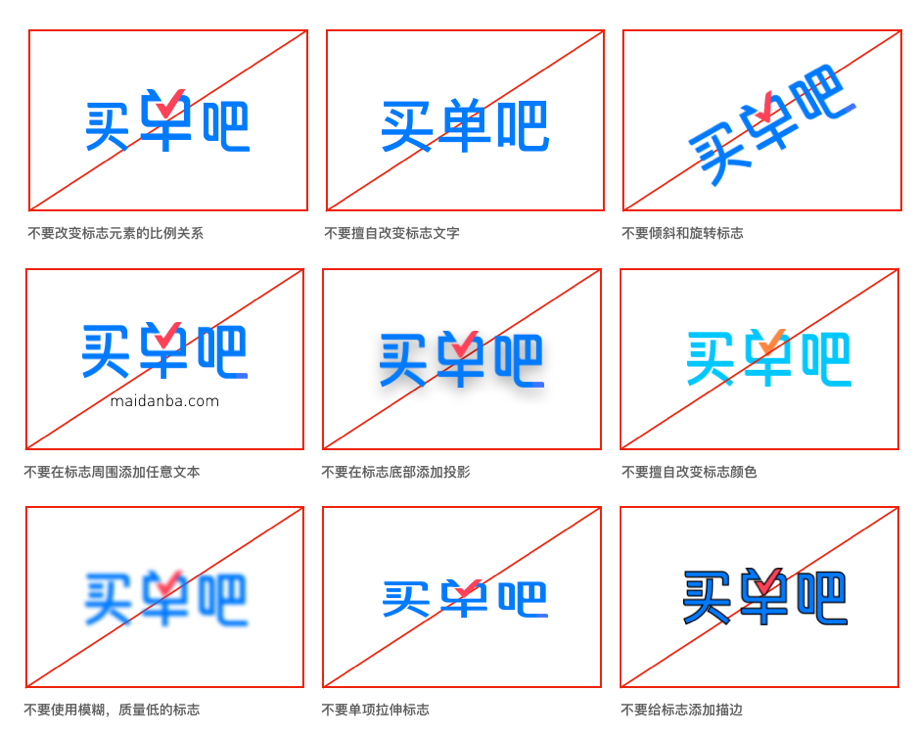 买单吧
买单吧
买单吧
不要改变标志元素的比例关系
不要擅自改变标志文字
不要倾斜和旋转标志
买单吧
maidanba.com
买单吧
买单吧
不要在标志周围添加任意文本
不要在标志底部添加投影
不要擅自改变标志颜色
买单吧
买单吧
买单吧
不要使用模糊，质量低的标志
不要单项拉伸标志
不要给标志添加描边